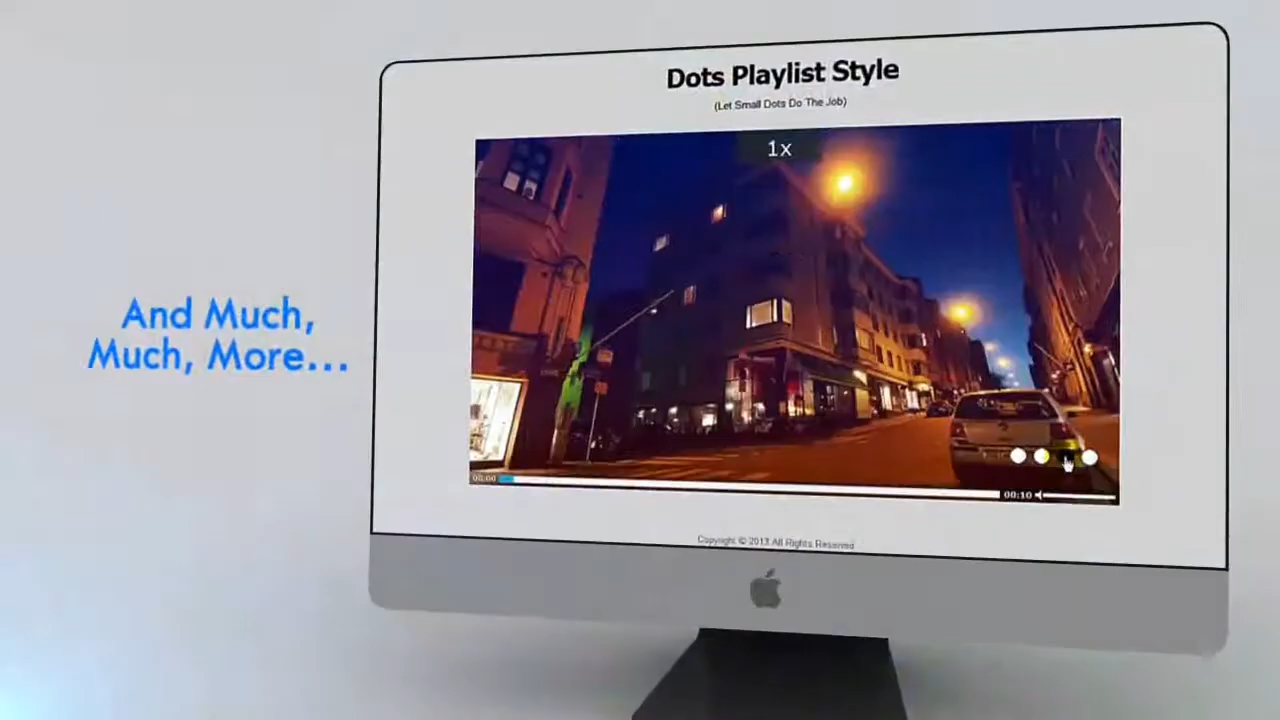 Dots Playlist Style
(Let Small Dots Do The Job)
1x
And Much,
Much, More...
00:00
00:10
Copyright © 2013 All Rights Reserved